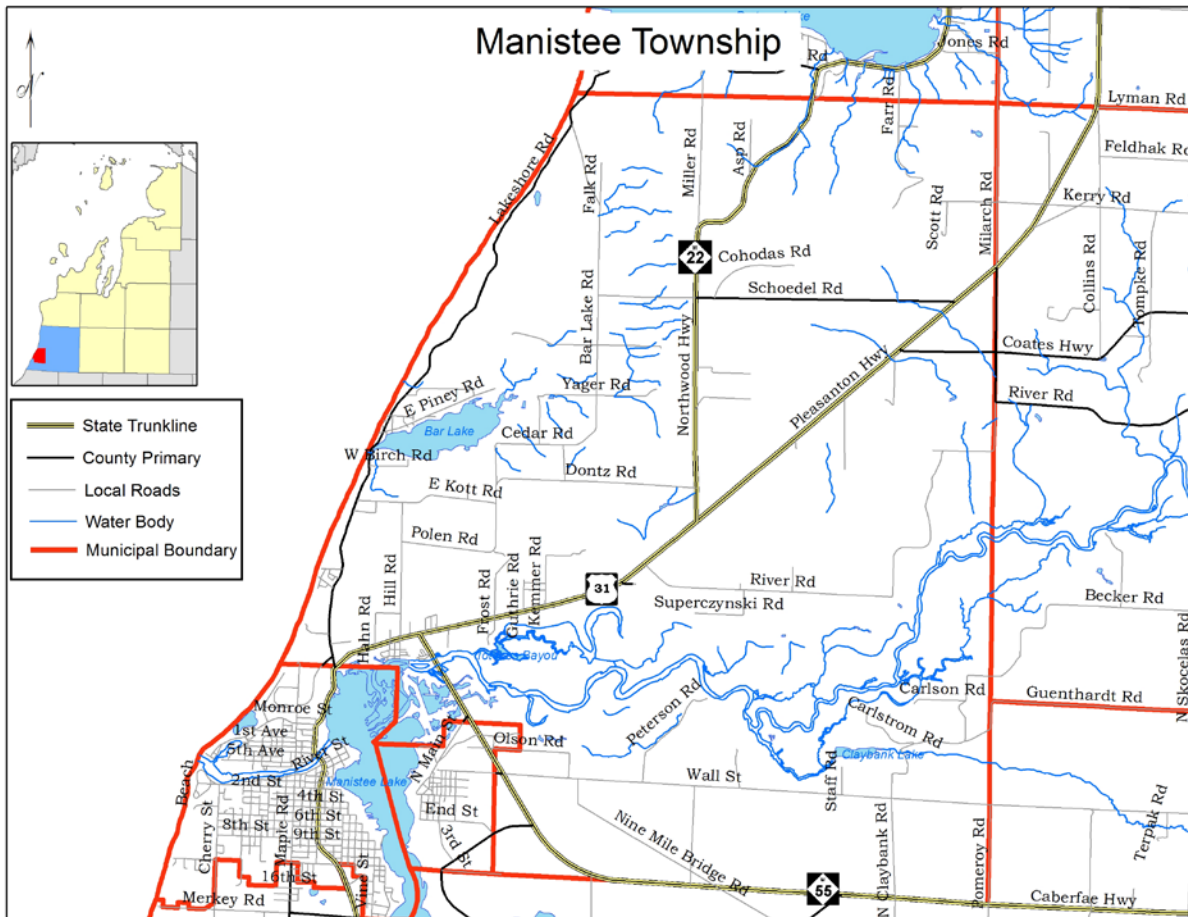 Manistee Township
Jones Rd
Rd
Lyman Rd
Farr Rd
Miller Rd
Asp Rd
Feldhak Rd
Lakeshore Rd
Falk Rd
Scott Rd
Milarch Rd
Kerry Rd
M
22
Cohodas Rd
Collins Rd
Tompke Rd
Schoedel Rd
Bar Lake Rd
Northwood Hwy
Pleasanton Hwy
Coates Hwy
River Rd
E Piney Rd
Yager Rd
Bar Lake
Cedar Rd
W Birch Rd
Dontz Rd
E Kott Rd
State Trunkline
County Primary
Local Roads
Water Body
Municipal Boundary
Polen Rd
Hill Rd
Hahn Rd
Frost Rd
Guthrie Rd
Kemmer Rd
31
River Rd
Superczynski Rd
Becker Rd
N Skocelas Rd
Bayou
Peterson Rd
Carlson Rd
Guenthardt Rd
Carlstrom Rd
Monroe St
1st Ave
5th Ave
River St
N Main St
Olson Rd
Claybank Lake
Beach
2nd St
Manistee Lake
Wall St
Staff Rd
4th St
6th St
8th St
9th St
Maple Rd
Cherry St
End St
3rd St
Nine Mile Bridge Rd
Terpak Rd
16th St
Vine St
Merkey Rd
M
55
N Claybank Rd
Pomeroy Rd
Caberfae Hwy